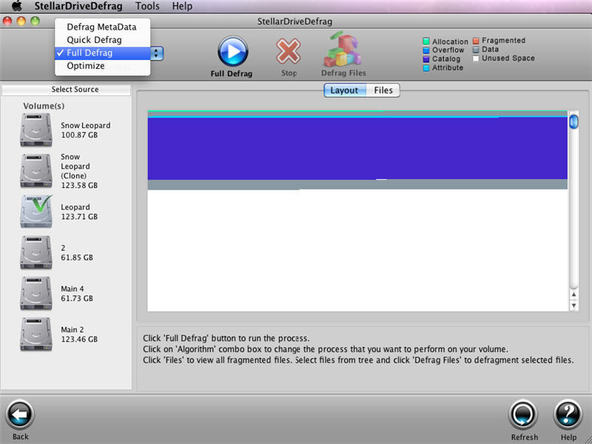 StellarDriveDefrag Tools Help
StellarDriveDefrag
Defrag MetaData
Quick Defrag
Full Defrag
Optimize
Full Defrag
Stop
Defrag Files
Allocation
Overflow
Catalog
Attribute
Fragmented
Data
Unused Space
Select Source
Layout Files
Volume(s)
Snow Leopard
100.87 GB
Snow
Leopard
(Clone)
123.58 GB
Leopard
123.71 GB
2
61.85 GB
Main 4
61.73 GB
Main 2
123.46 GB
Click 'Full Defrag' button to run the process.
Click on 'Algorithm' combo box to change the process that you want to perform on your volume.
Click 'Files' to view all fragmented files. Select files from tree and click 'Defrag Files' to defragment selected files.
Back
Refresh
Help